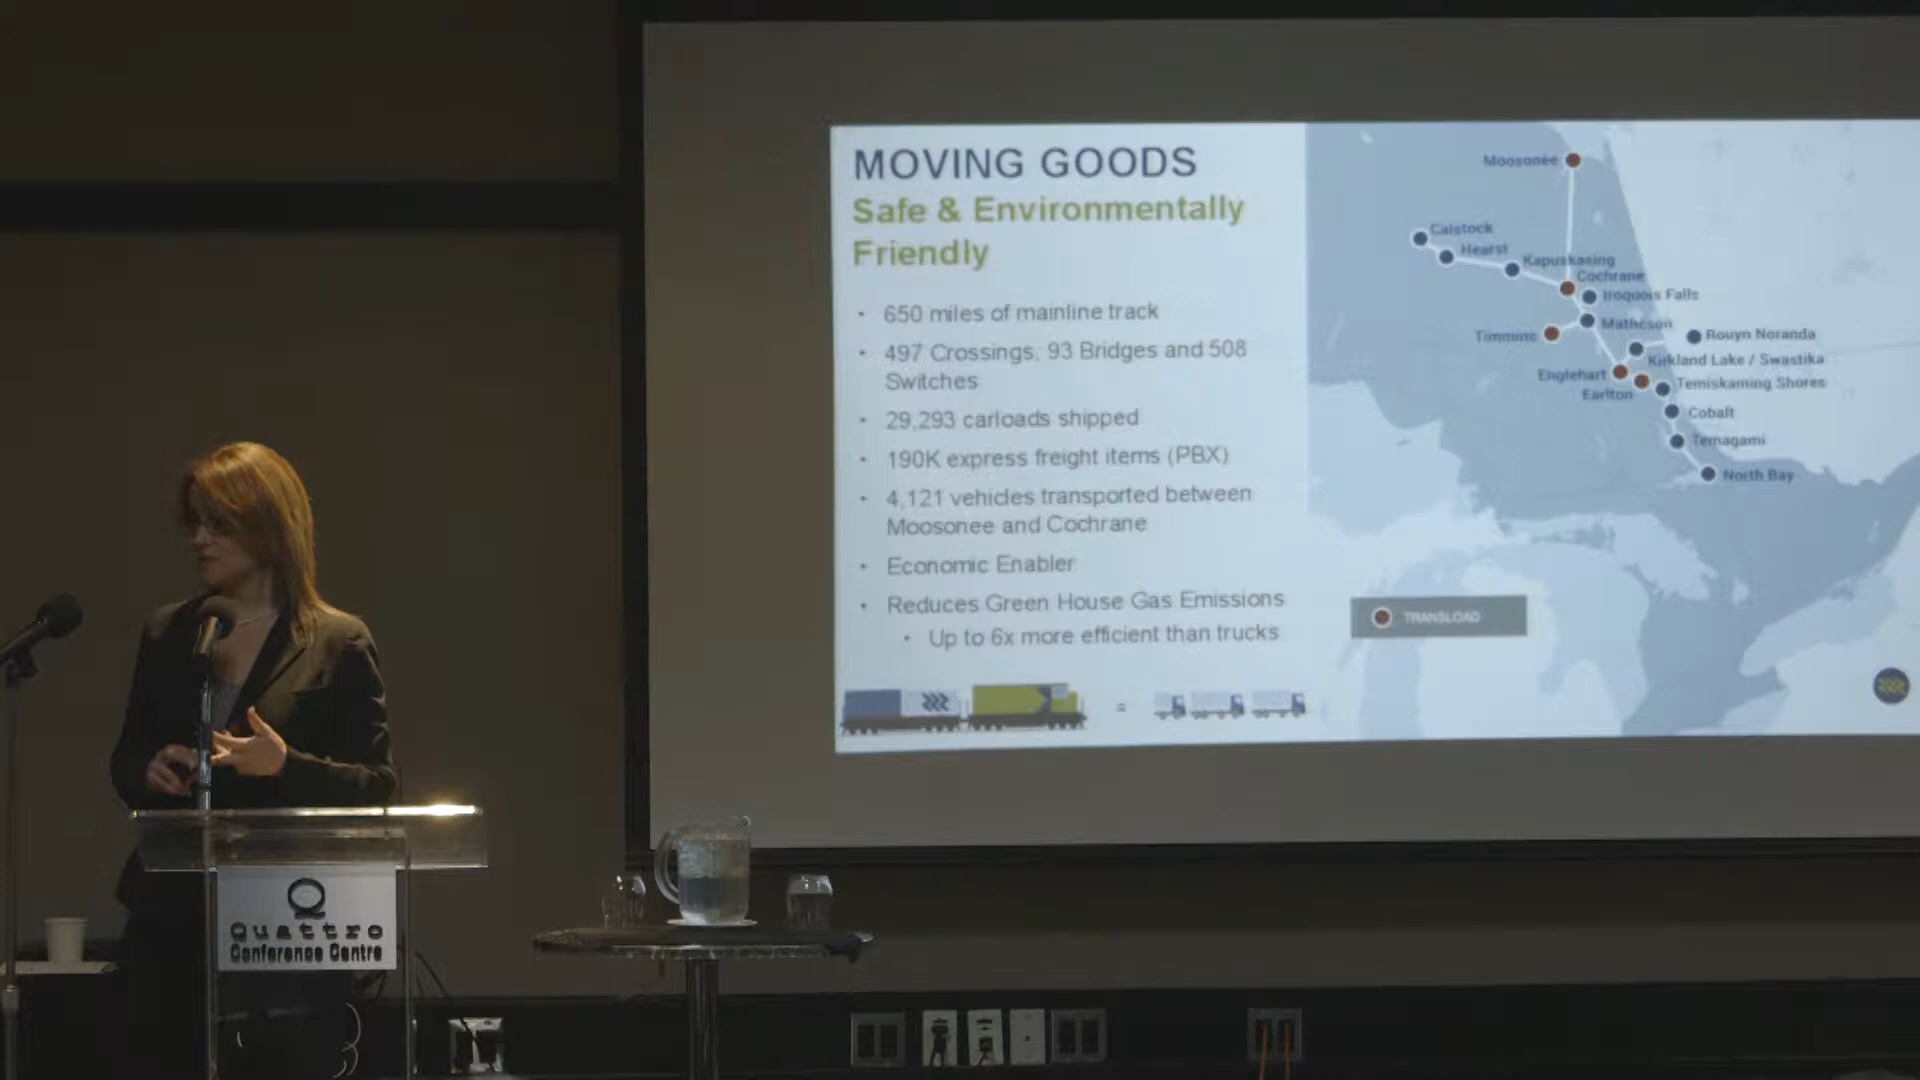 MOVING GOODS
Safe & Environmentally
Friendly
• 650 miles of mainline track
• 497 Crossings, 93 Bridges and 508
Switches
• 29,293 carloads shipped
• 190K express freight items (PBX)
• 4,121 vehicles transported between
Moosonee and Cochrane
• Economic Enabler
• Reduces Green House Gas Emissions
• Up to 6x more efficient than trucks
=
Moosonee
Calstock
Hearst
Kapuskasing
Cochrane
Iroquois Falls
Matheson
Timmins
Rouyn Noranda
Kirkland Lake / Swastika
Englehart
Temiskaming Shores
Earlton
Cobalt
Temagami
North Bay
TRANSLOAD
Quattro
Conference Centre